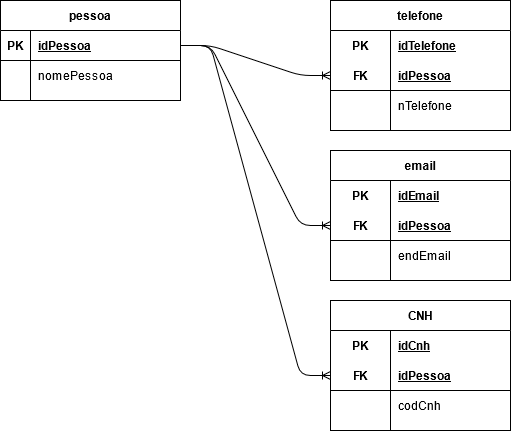 pessoa
PK idPessoa
nomePessoa
telefone
PK idTelefone
FK idPessoa
nTelefone
email
PK idEmail
FK idPessoa
endEmail
CNH
PK idCnh
FK idPessoa
codCnh